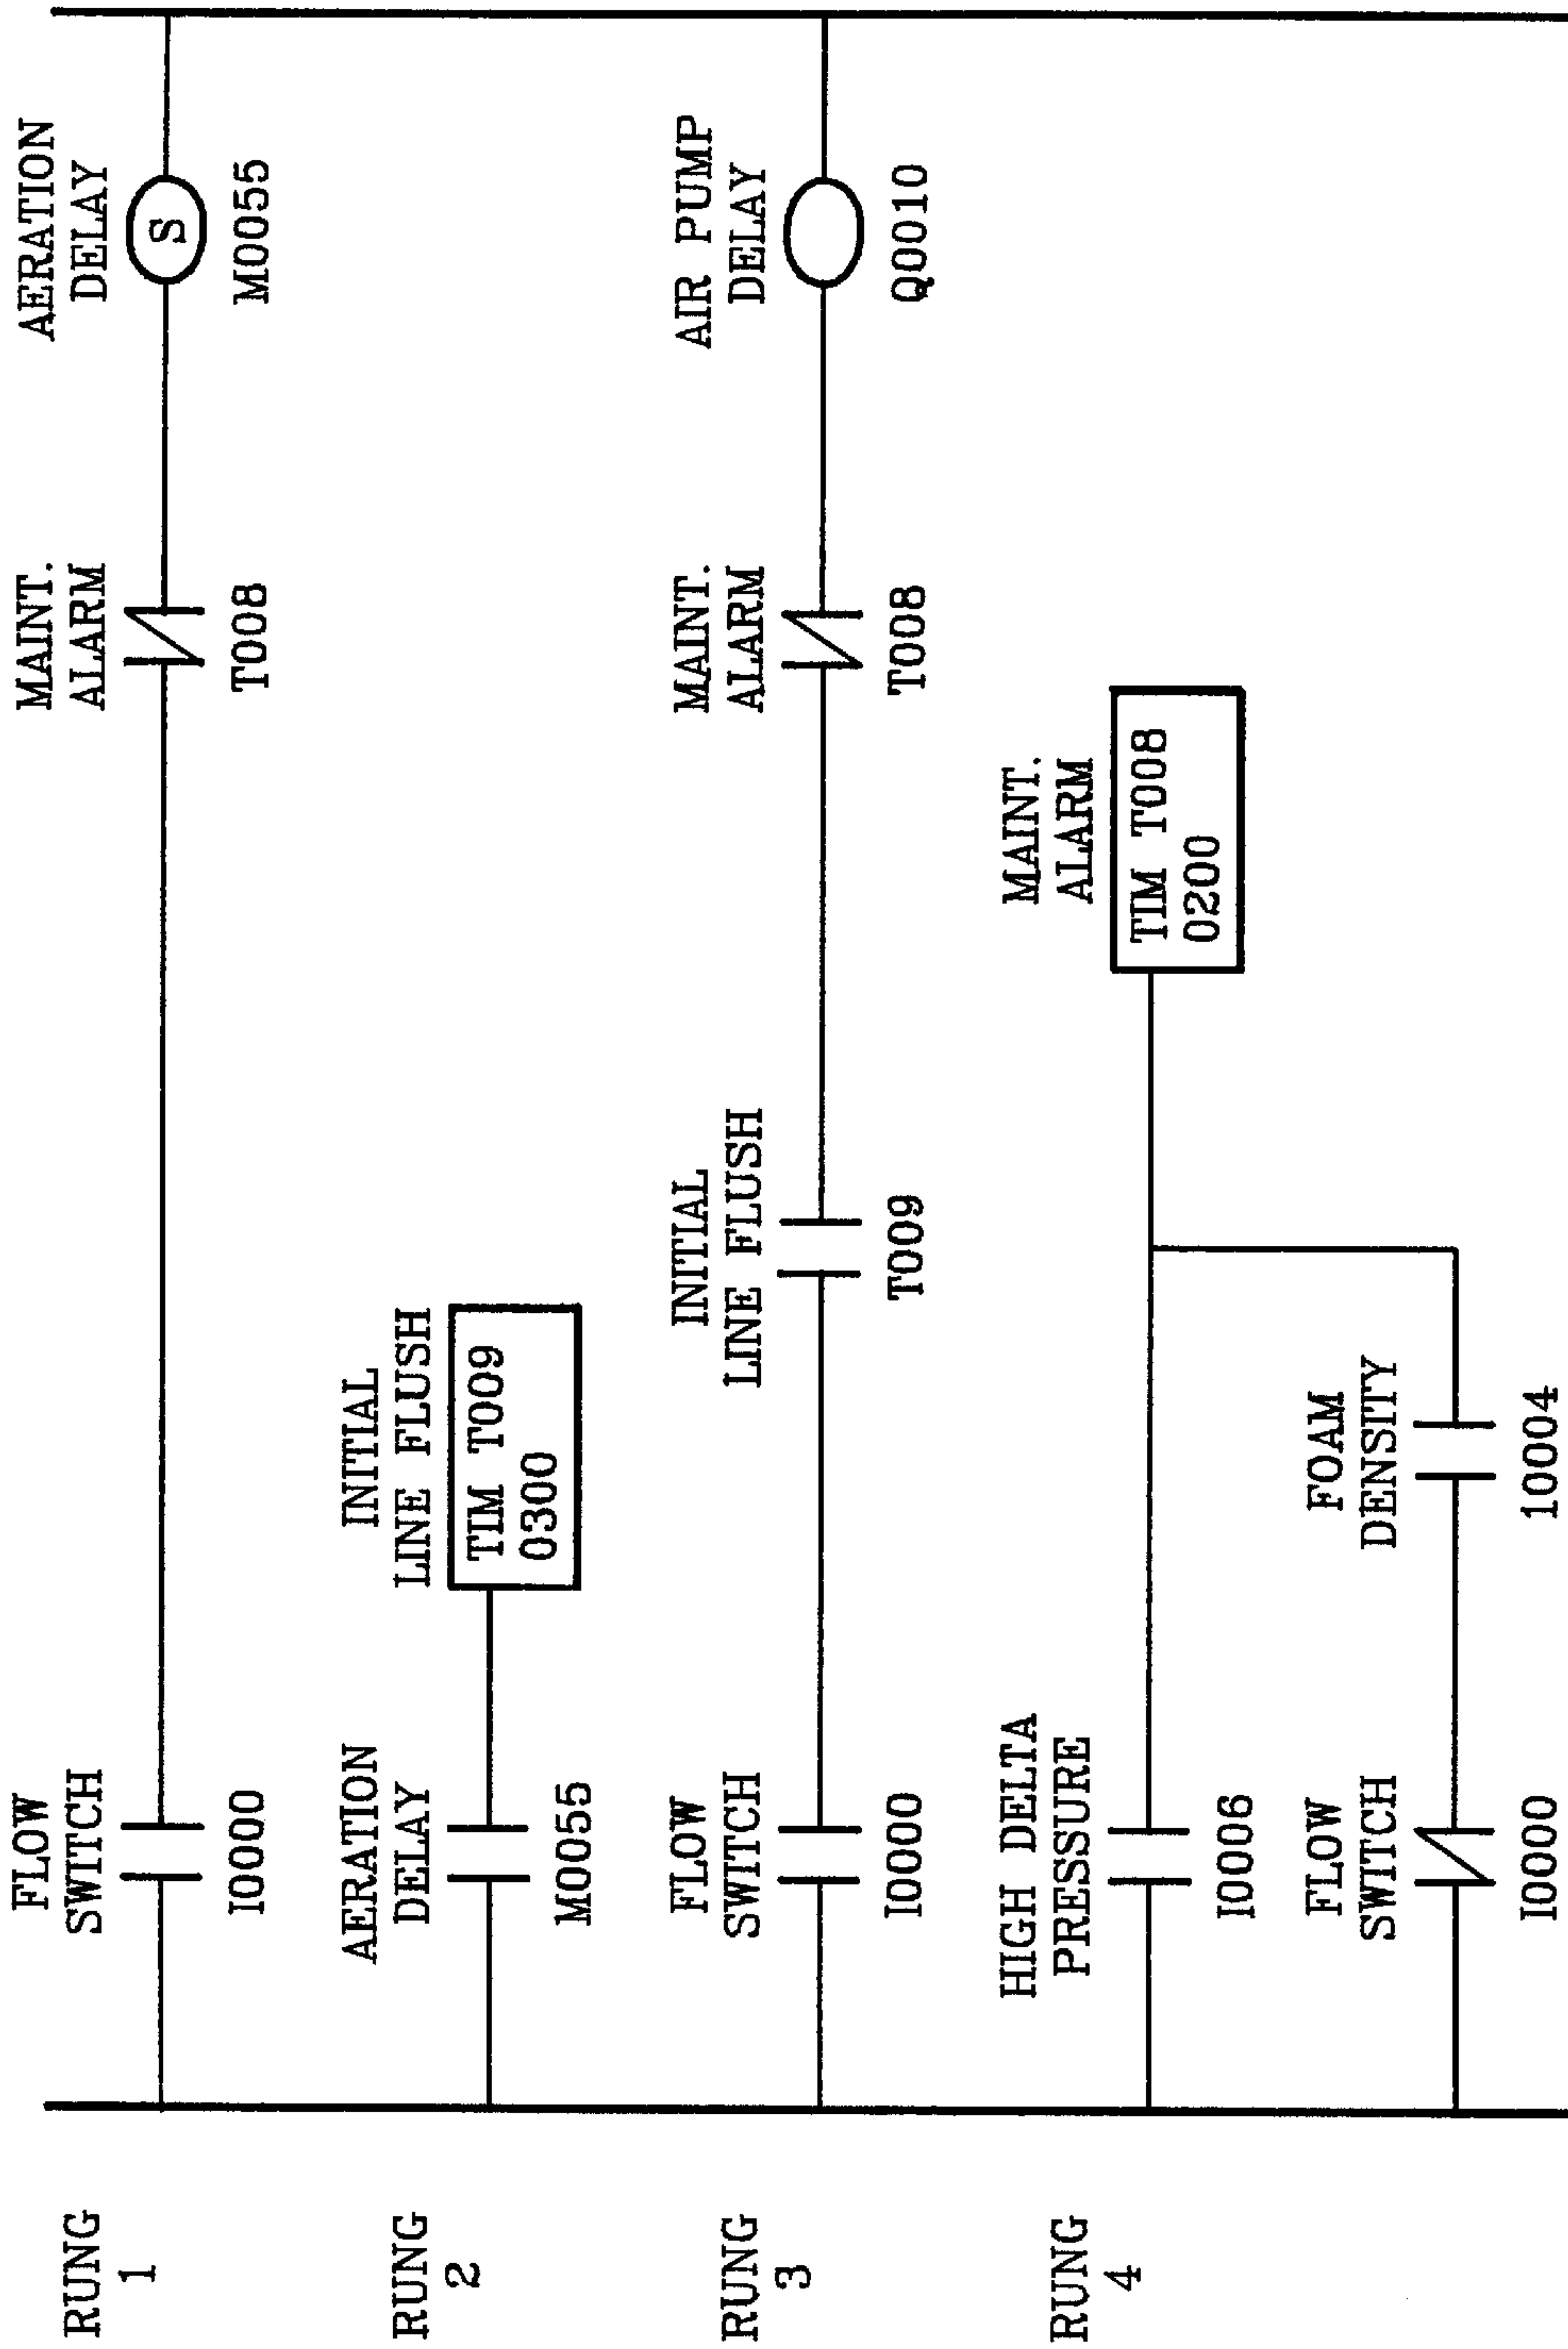 RUNG
1
FLOW
SWITCH
I0000
MAINT.
ALARM
T008
AERATION
DELAY
S
M0055
RUNG
2
AERATION
DELAY
M0055
INITIAL
LINE FLUSH
TIM T009
0300
RUNG
3
FLOW
SWITCH
I0000
INITIAL
LINE FLUSH
T009
MAINT.
ALARM
T008
AIR PUMP
DELAY
Q0010
RUNG
4
HIGH DELTA
PRESSURE
I0006
MAINT.
ALARM
TIM T008
0200
FLOW
SWITCH
I0000
FOAM
DENSITY
10004